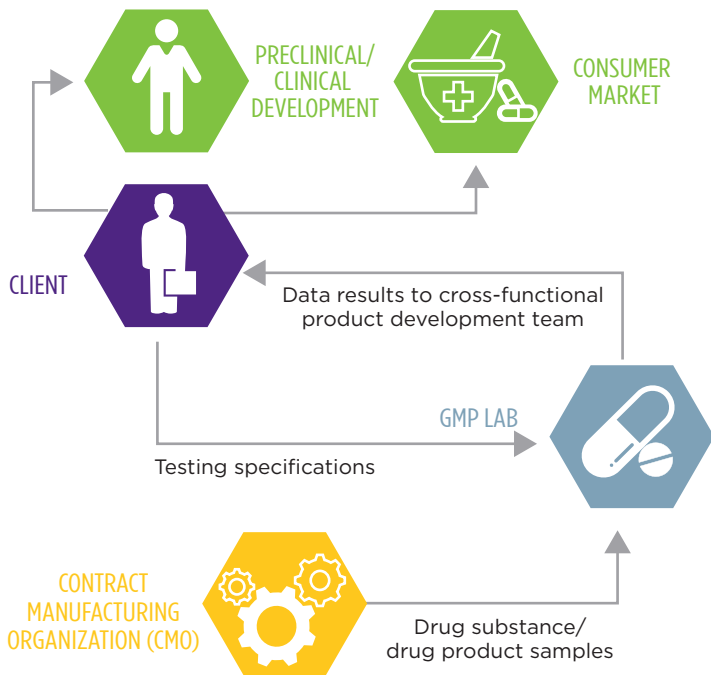 PRECLINICAL/
CLINICAL
DEVELOPMENT
CONSUMER
MARKET
CLIENT
Data results to cross-functional
product development team
GMP LAB
Testing specifications
CONTRACT
MANUFACTURING
ORGANIZATION (CMO)
Drug substance/
drug product samples